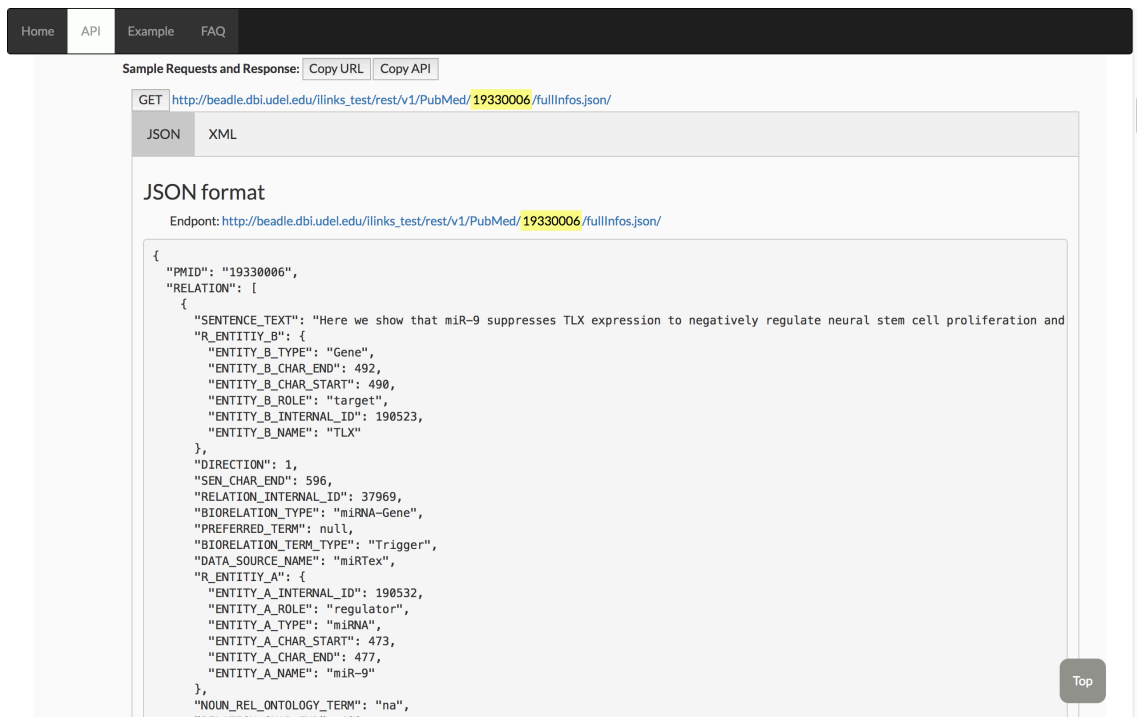 Home API Example FAQ
Sample Requests and Response: Copy URL Copy API
GET http://beadle.dbi.udel.edu/ilinks_test/rest/v1/PubMed/19330006/fullInfos.json/
JSON XML
JSON format
Endpont: http://beadle.dbi.udel.edu/ilinks_test/rest/v1/PubMed/19330006/fullInfos.json/
{
"PMID": "19330006",
"RELATION": [
{
"SENTENCE_TEXT": "Here we show that miR-9 suppresses TLX expression to negatively regulate neural stem cell proliferation and
"R_ENTITIY_B": {
"ENTITY_B_TYPE": "Gene",
"ENTITY_B_CHAR_END": 492,
"ENTITY_B_CHAR_START": 490,
"ENTITY_B_ROLE": "target",
"ENTITY_B_INTERNAL_ID": 190523,
"ENTITY_B_NAME": "TLX"
},
"DIRECTION": 1,
"SEN_CHAR_END": 596,
"RELATION_INTERNAL_ID": 37969,
"BIORELATION_TYPE": "miRNA-Gene",
"PREFERRED_TERM": null,
"BIORELATION_TERM_TYPE": "Trigger",
"DATA_SOURCE_NAME": "miRTex",
"R_ENTITIY_A": {
"ENTITY_A_INTERNAL_ID": 190532,
"ENTITY_A_ROLE": "regulator",
"ENTITY_A_TYPE": "miRNA",
"ENTITY_A_CHAR_START": 473,
"ENTITY_A_CHAR_END": 477,
"ENTITY_A_NAME": "miR-9"
},
"NOUN_REL_ONTOLOGY_TERM": "na",
Top